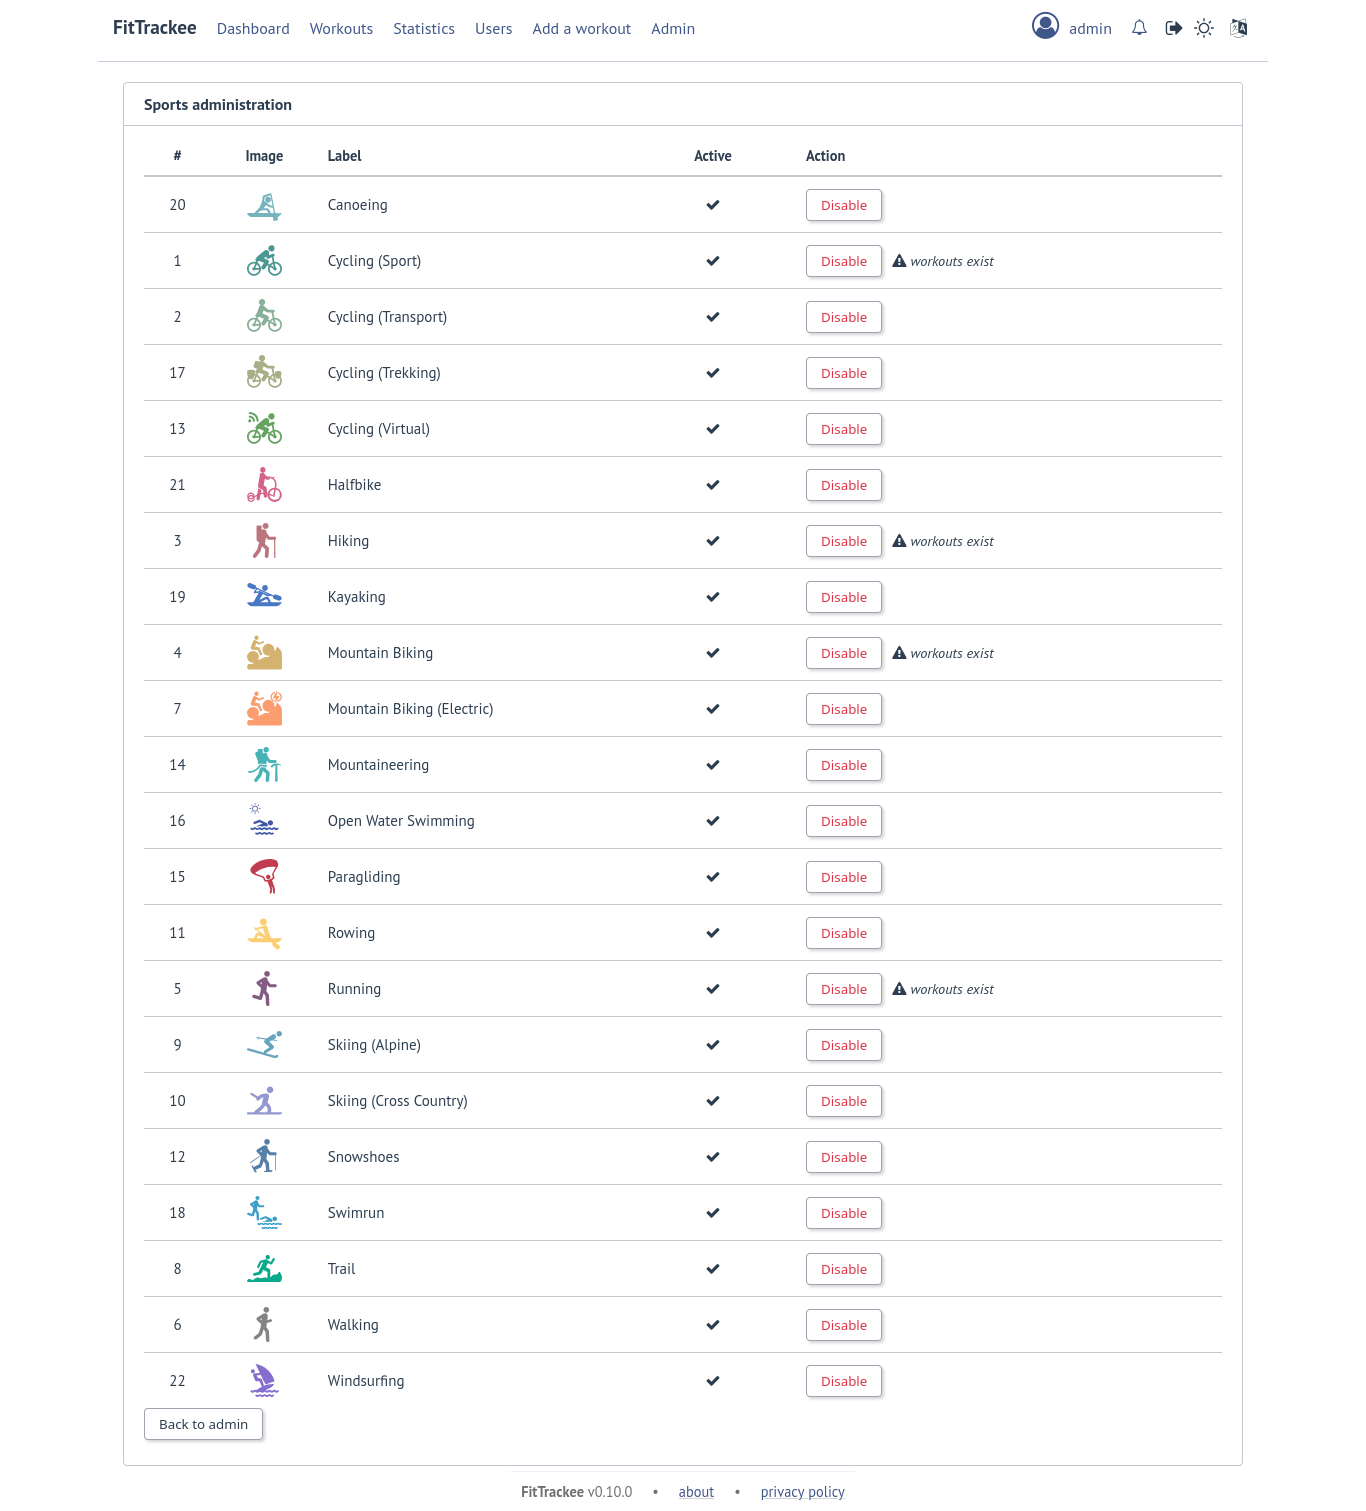 FitTrackee Dashboard Workouts Statistics Users Add a workout Admin admin
Sports administration
# Image Label Active Action
20 Canoeing Disable
1 Cycling (Sport) Disable workouts exist
2 Cycling (Transport) Disable
17 Cycling (Trekking) Disable
13 Cycling (Virtual) Disable
21 Halfbike Disable
3 Hiking Disable workouts exist
19 Kayaking Disable
4 Mountain Biking Disable workouts exist
7 Mountain Biking (Electric) Disable
14 Mountaineering Disable
16 Open Water Swimming Disable
15 Paragliding Disable
11 Rowing Disable
5 Running Disable workouts exist
9 Skiing (Alpine) Disable
10 Skiing (Cross Country) Disable
12 Snowshoes Disable
18 Swimrun Disable
8 Trail Disable
6 Walking Disable
22 Windsurfing Disable
Back to admin
FitTrackee v0.10.0 • about • privacy policy